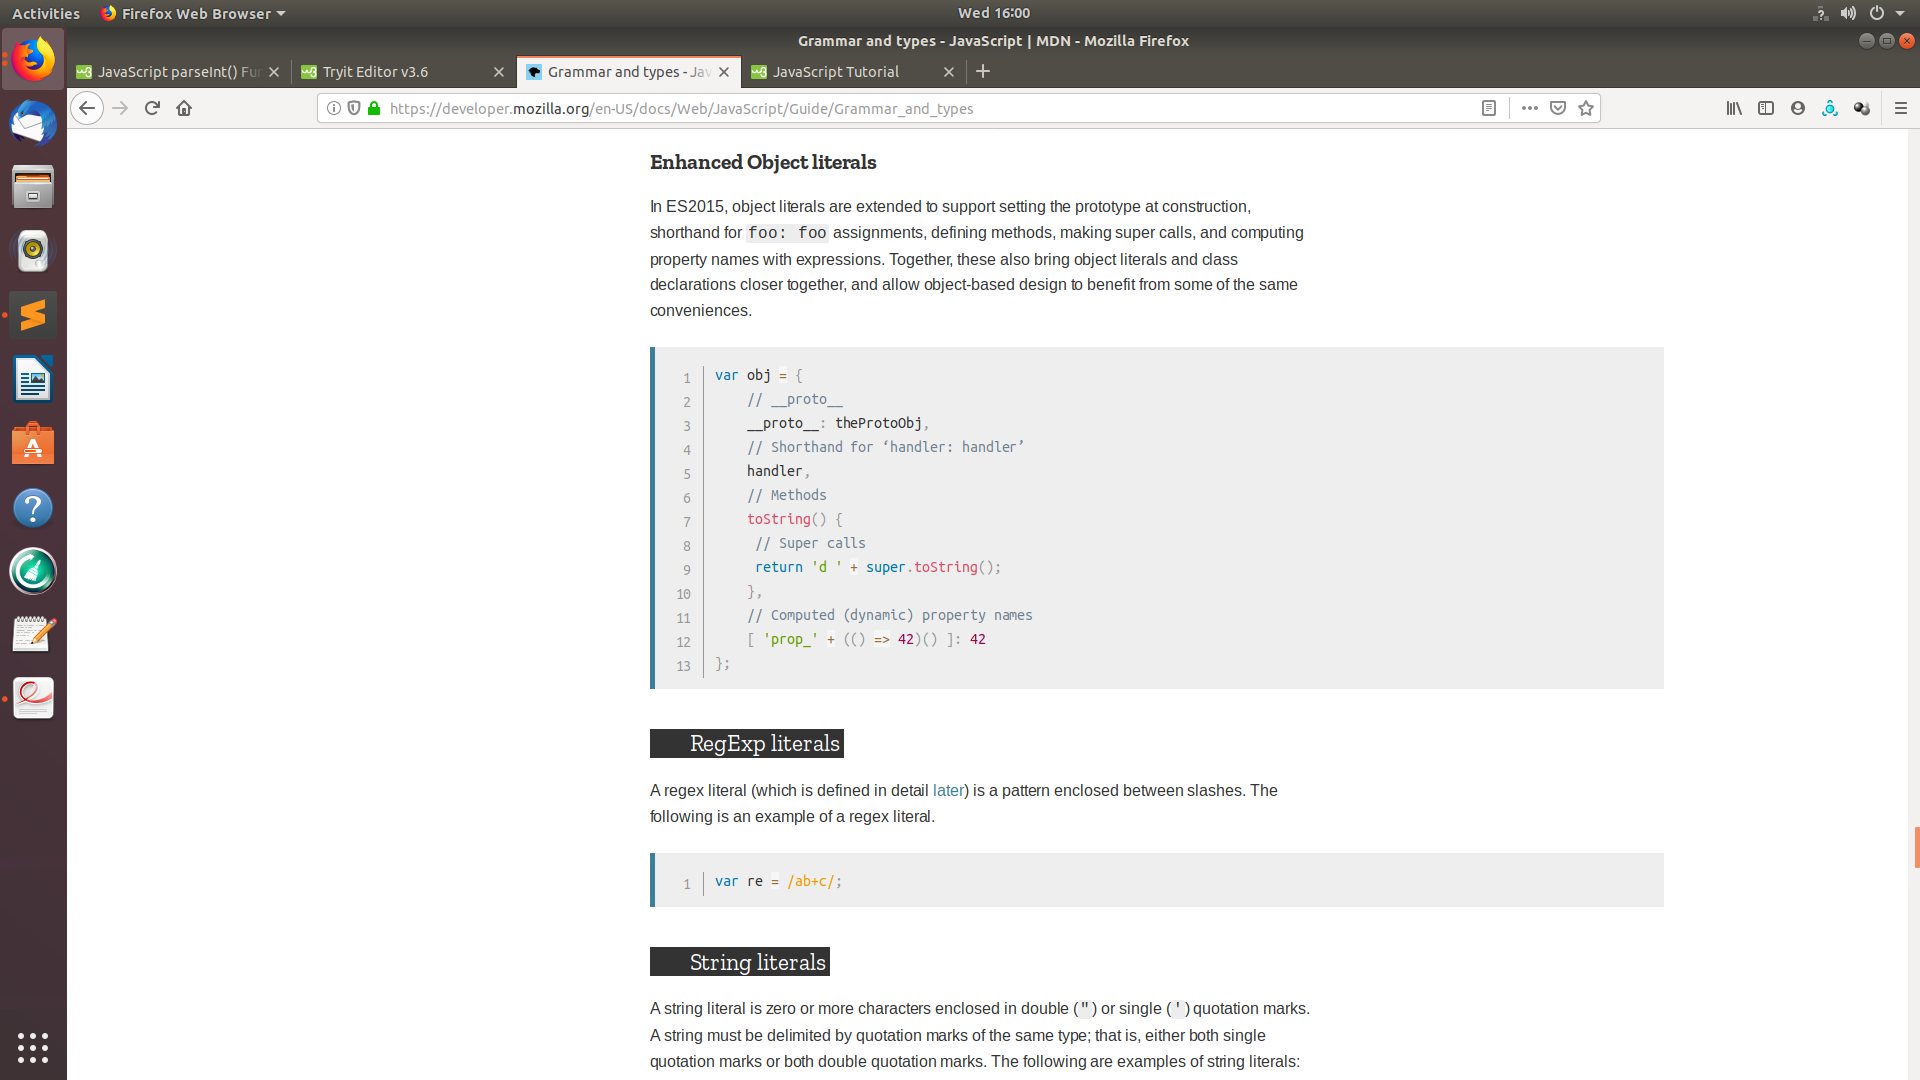 Activities
Firefox Web Browser
Wed 16:00
Grammar and types - JavaScript | MDN - Mozilla Firefox
JavaScript parseInt() Fur
Tryit Editor v3.6
Grammar and types - Jav
JavaScript Tutorial
https://developer.mozilla.org/en-US/docs/Web/JavaScript/Guide/Grammar_and_types
Enhanced Object literals
In ES2015, object literals are extended to support setting the prototype at construction,
shorthand for foo: foo assignments, defining methods, making super calls, and computing
property names with expressions. Together, these also bring object literals and class
declarations closer together, and allow object-based design to benefit from some of the same
conveniences.
1 var obj = {
2 // __proto__
3 __proto__: theProtoObj,
4 // Shorthand for ‘handler: handler’
5 handler,
6 // Methods
7 toString() {
8 // Super calls
9 return 'd ' + super.toString();
10 },
11 // Computed (dynamic) property names
12 [ 'prop_' + (() => 42)() ]: 42
13 };
RegExp literals
A regex literal (which is defined in detail later) is a pattern enclosed between slashes. The
following is an example of a regex literal.
1 var re = /ab+c/;
String literals
A string literal is zero or more characters enclosed in double (") or single (') quotation marks.
A string must be delimited by quotation marks of the same type; that is, either both single
quotation marks or both double quotation marks. The following are examples of string literals: